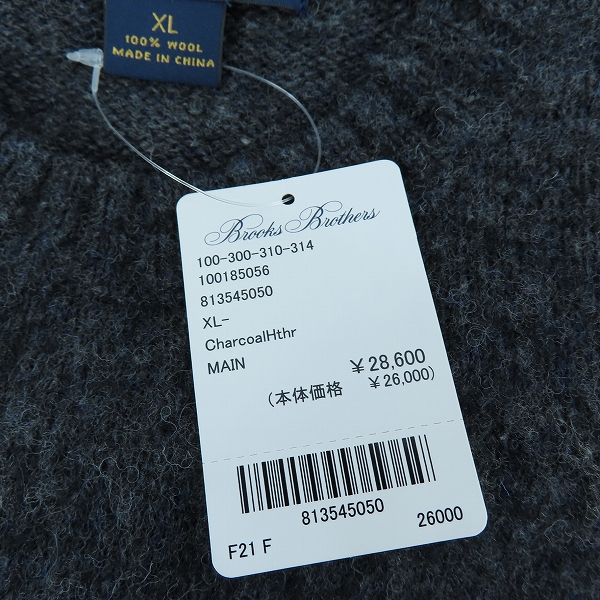 XL
100% WOOL
MADE IN CHINA
Brooks Brothers
100-300-310-314
100185056
813545050
XL-
CharcoalHthr
MAIN
￥28,600
(本体価格 ￥26,000)
813545050
26000
F21 F